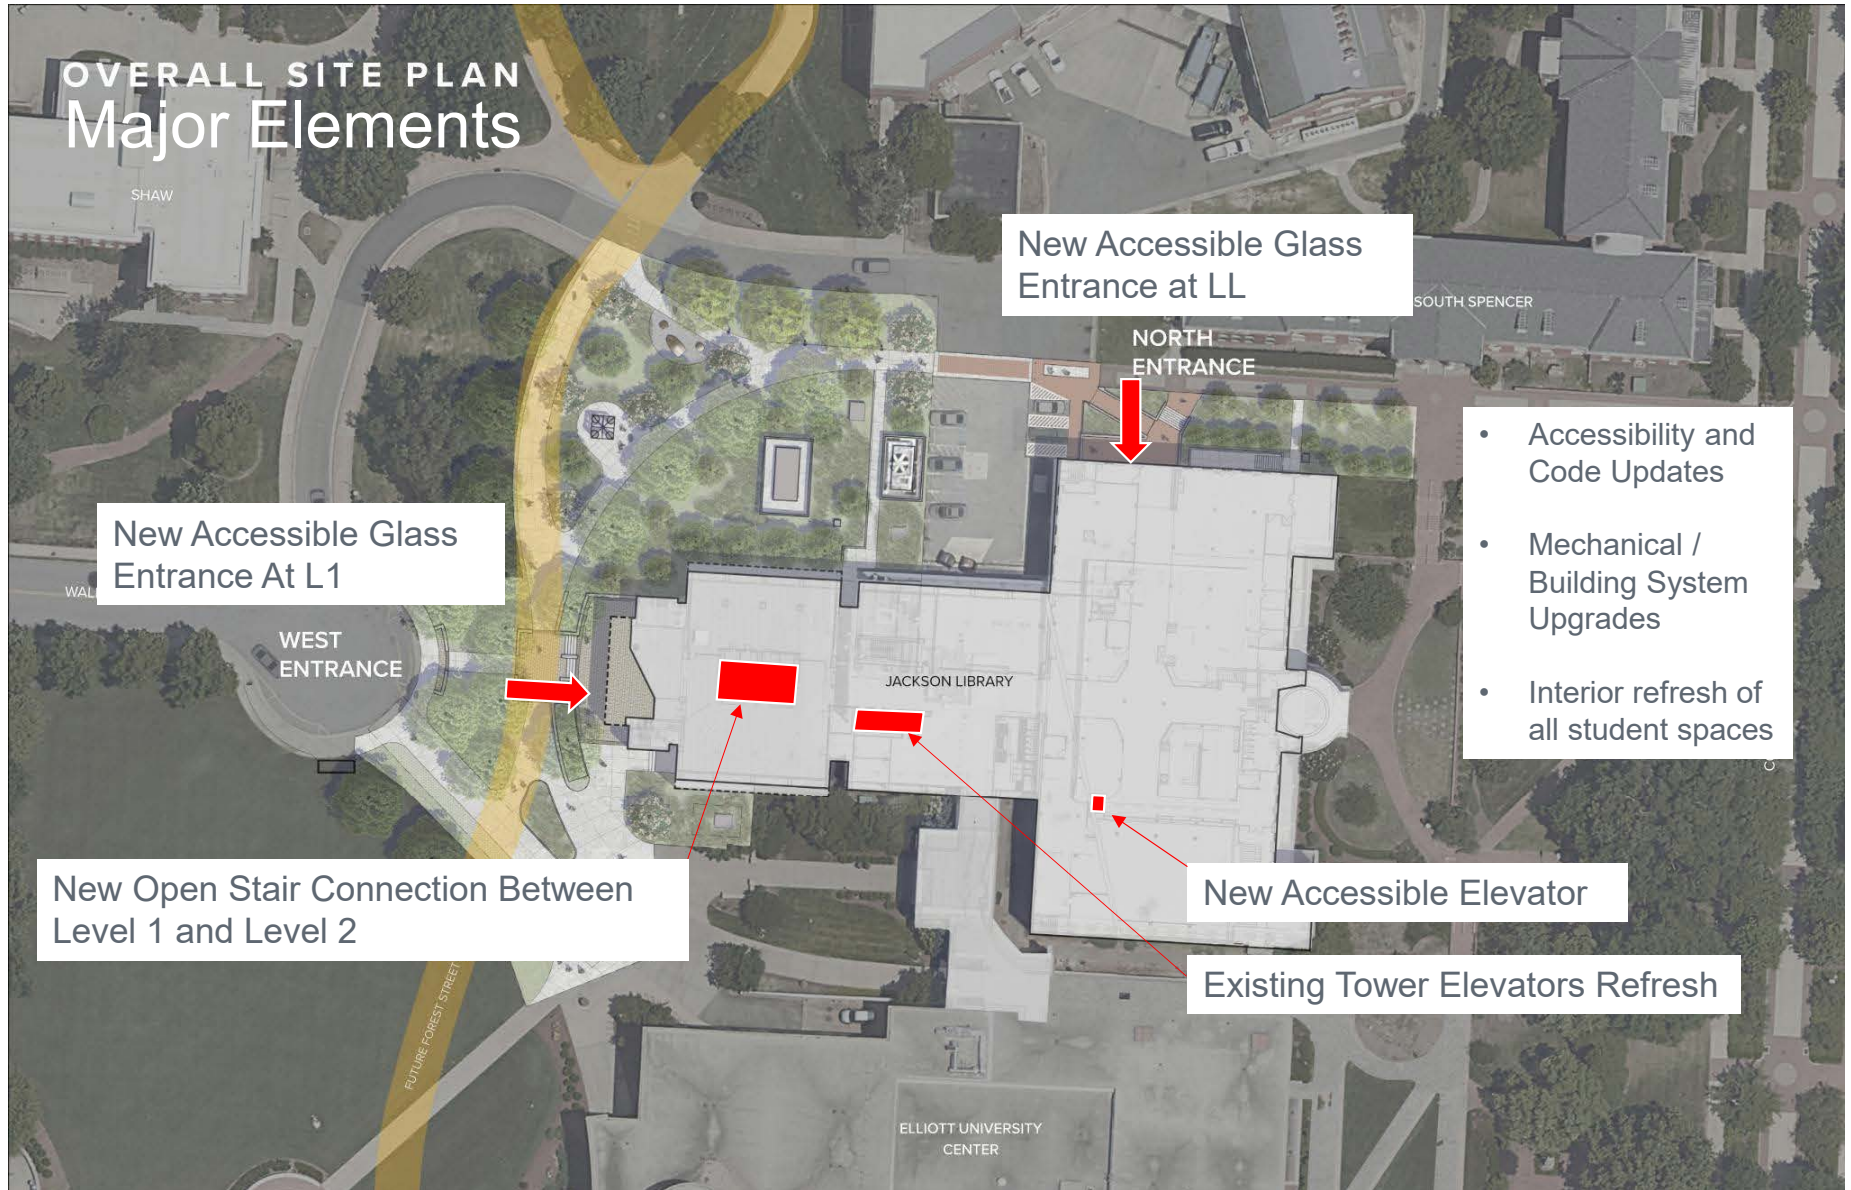 OVERALL SITE PLAN
Major Elements
SHAW
New Accessible Glass
Entrance at LL
SOUTH SPENCER
NORTH
ENTRANCE
• Accessibility and
Code Updates
• Mechanical /
Building System
Upgrades
• Interior refresh of
all student spaces
New Accessible Glass
Entrance At L1
WEST
ENTRANCE
JACKSON LIBRARY
New Open Stair Connection Between
Level 1 and Level 2
New Accessible Elevator
Existing Tower Elevators Refresh
FUTURE FOREST STREET
ELLIOTT UNIVERSITY
CENTER